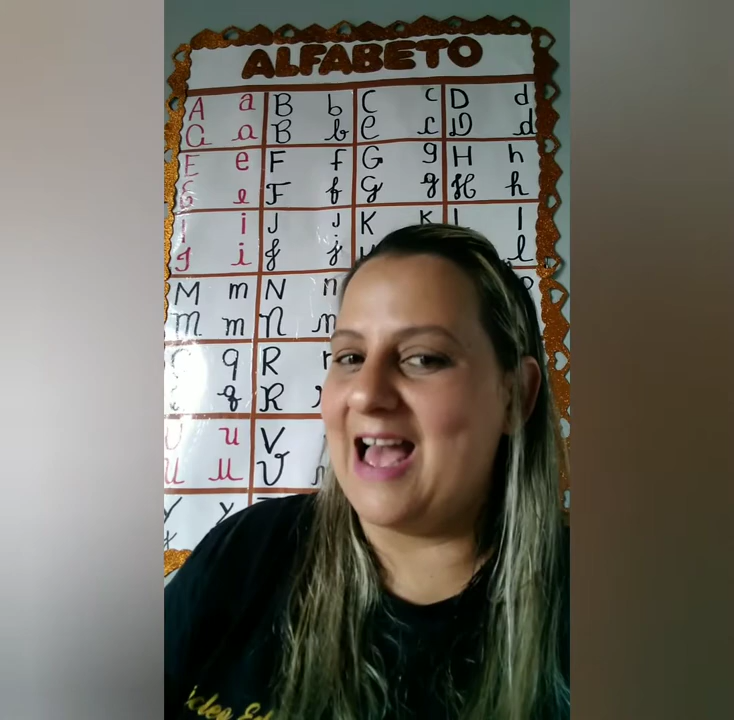 ALFABETO
A a B b C c D d
A a B b C c D d
E e F f G g H h
E e F f G g H h
I i J j K k L l
I i J j l
M m N n
M m N n
q R r
q R
U u V
U u V
Y y